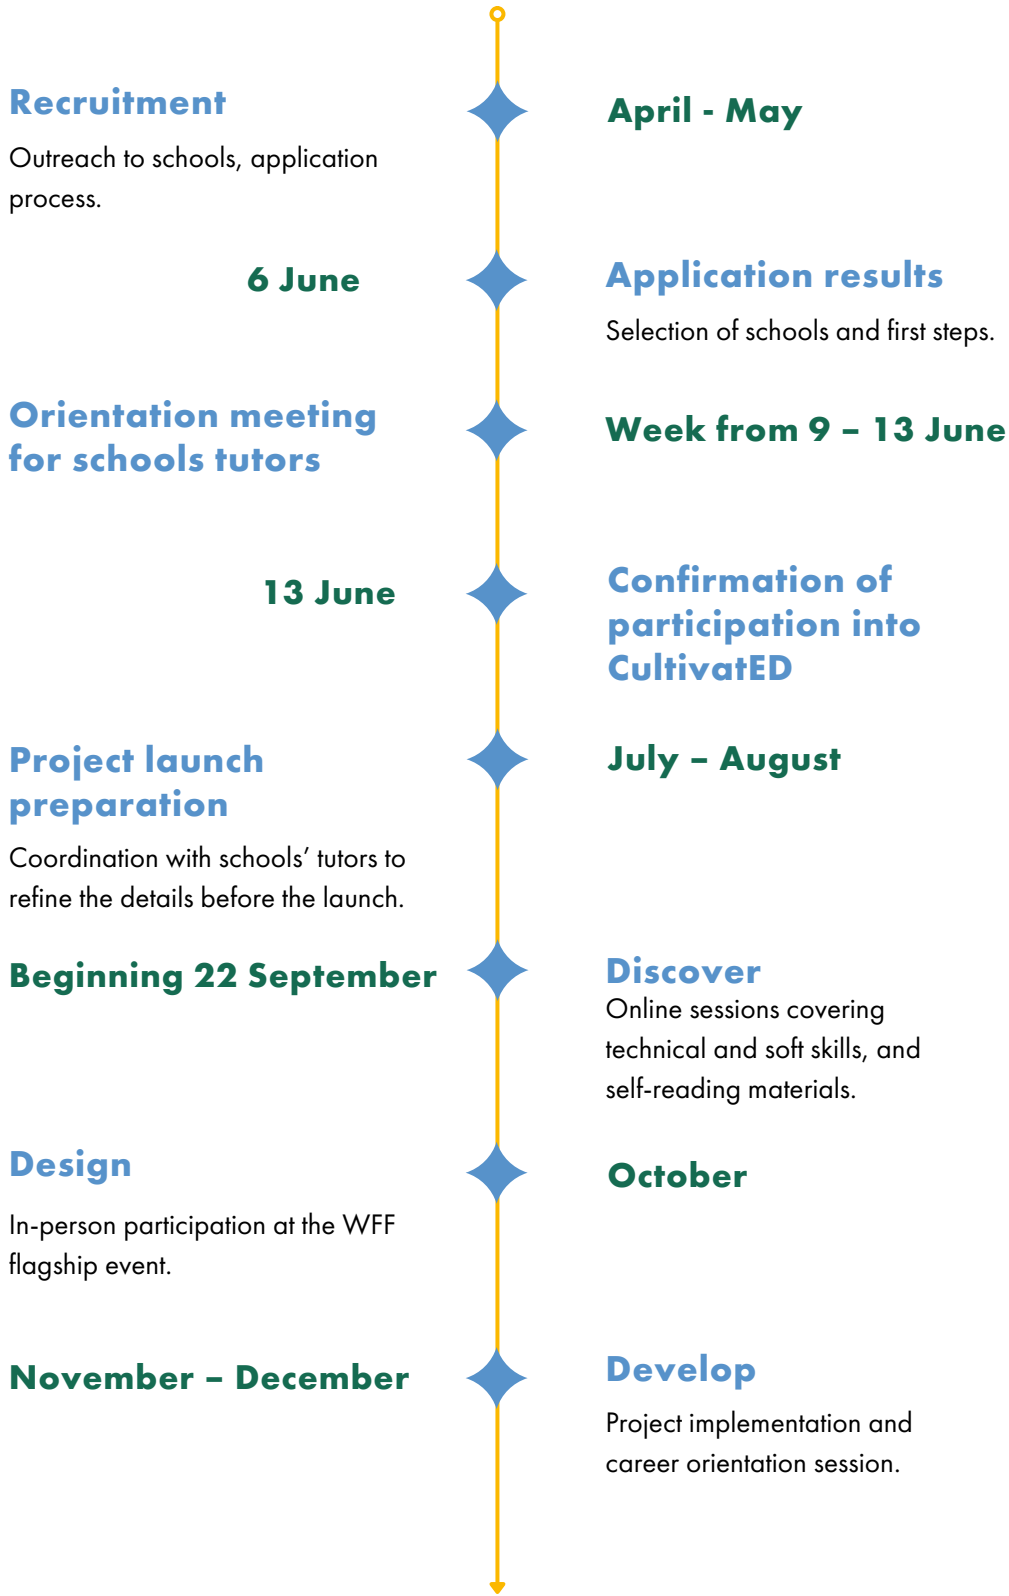 Recruitment
Outreach to schools, application
process.
April - May
6 June
Application results
Selection of schools and first steps.
Orientation meeting
for schools tutors
Week from 9 – 13 June
13 June
Confirmation of
participation into
CultivatED
Project launch
preparation
Coordination with schools’ tutors to
refine the details before the launch.
July – August
Beginning 22 September
Discover
Online sessions covering
technical and soft skills, and
self-reading materials.
Design
In-person participation at the WFF
flagship event.
October
November – December
Develop
Project implementation and
career orientation session.